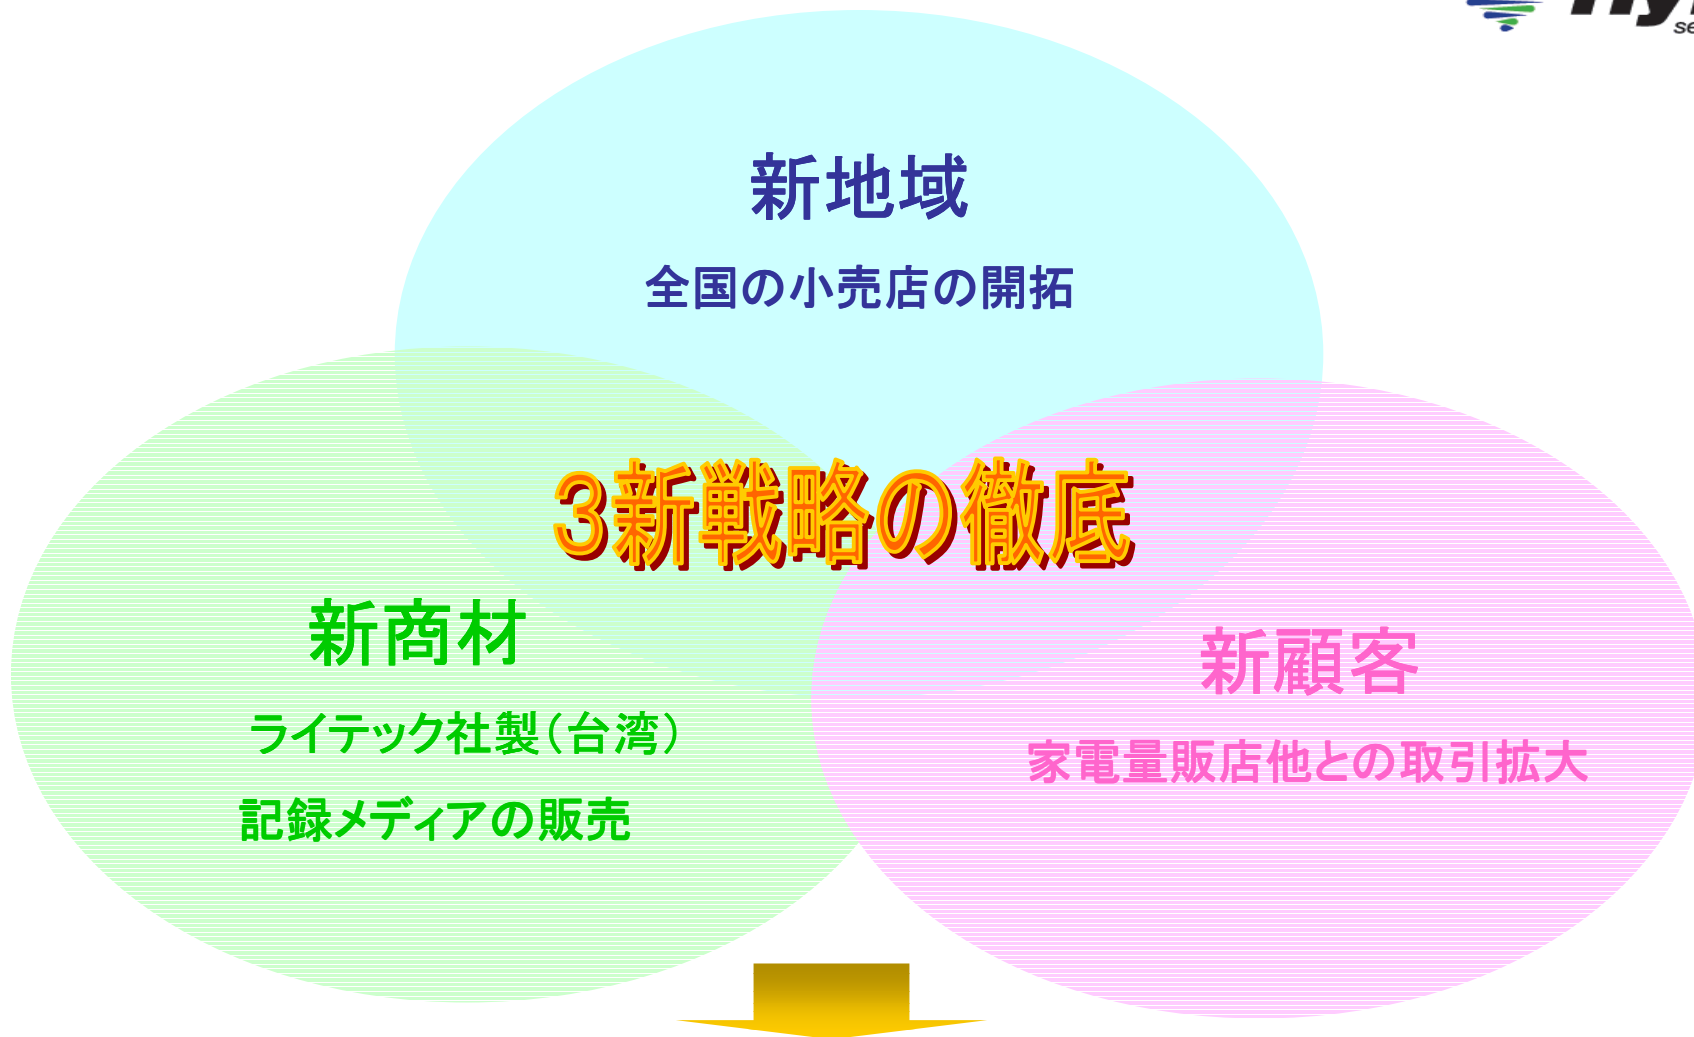 新地域
全国の小売店の開拓
3新戦略の徹底
新商材
ライテック社製（台湾）
記録メディアの販売
新顧客
家電量販店他との取引拡大